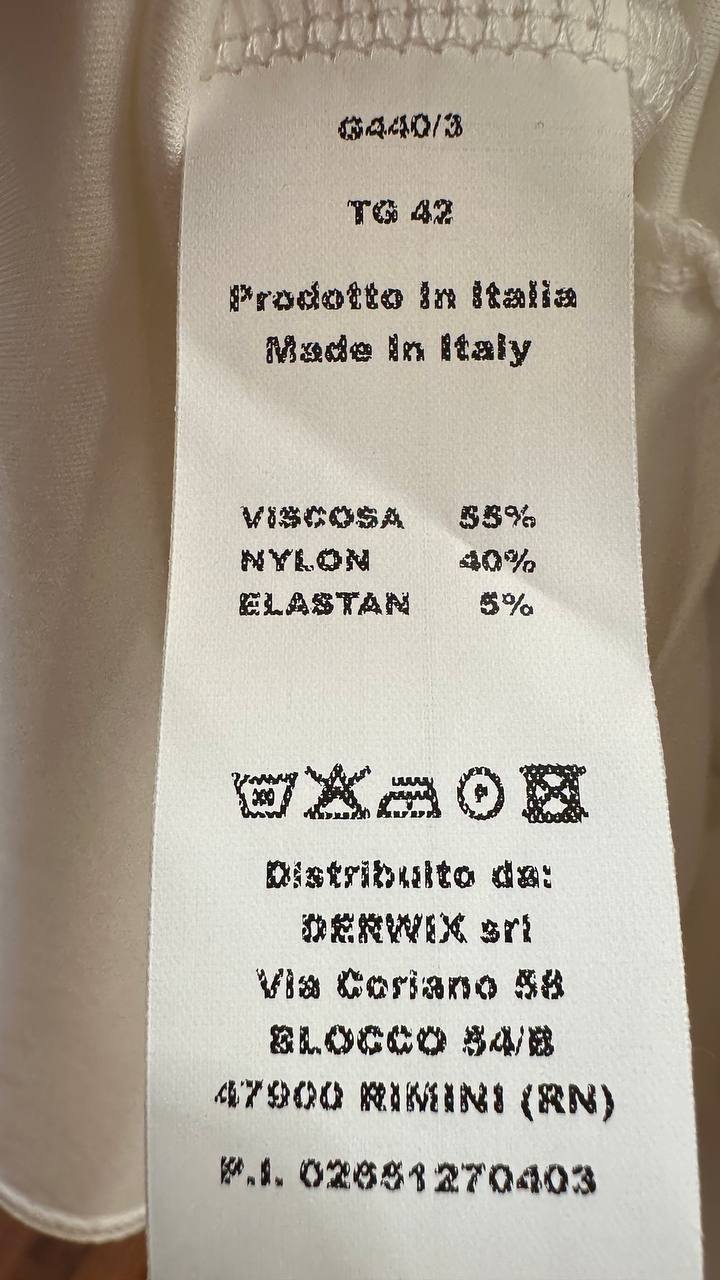 G440/3
TG 42
Prodotto in Italia
Made in Italy
VISCOSA 55%
NYLON 40%
ELASTAN 5%
Distribuito da:
DERWIX srl
Via Coriano 58
BLOCCO 54/B
47900 RIMINI (RN)
P.I. 02651270403